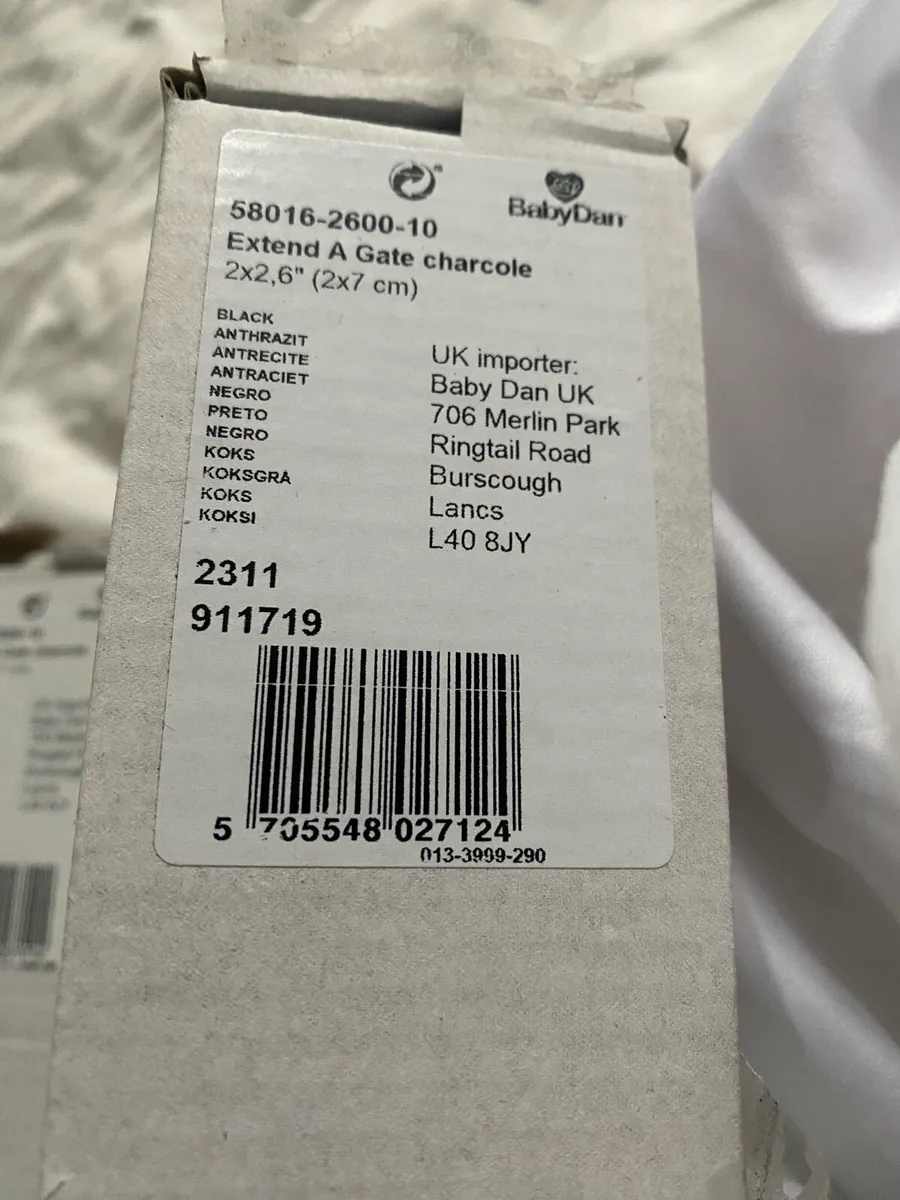 BabyDan
58016-2600-10
Extend A Gate charcole
2x2,6" (2x7 cm)
BLACK
ANTHRAZIT
ANTRECITE
ANTRACIET
NEGRO
PRETO
NEGRO
KOKS
KOKSGRÅ
KOKS
KOKSI
UK importer:
Baby Dan UK
706 Merlin Park
Ringtail Road
Burscough
Lancs
L40 8JY
2311
911719
5 705548 027124
013-3999-290